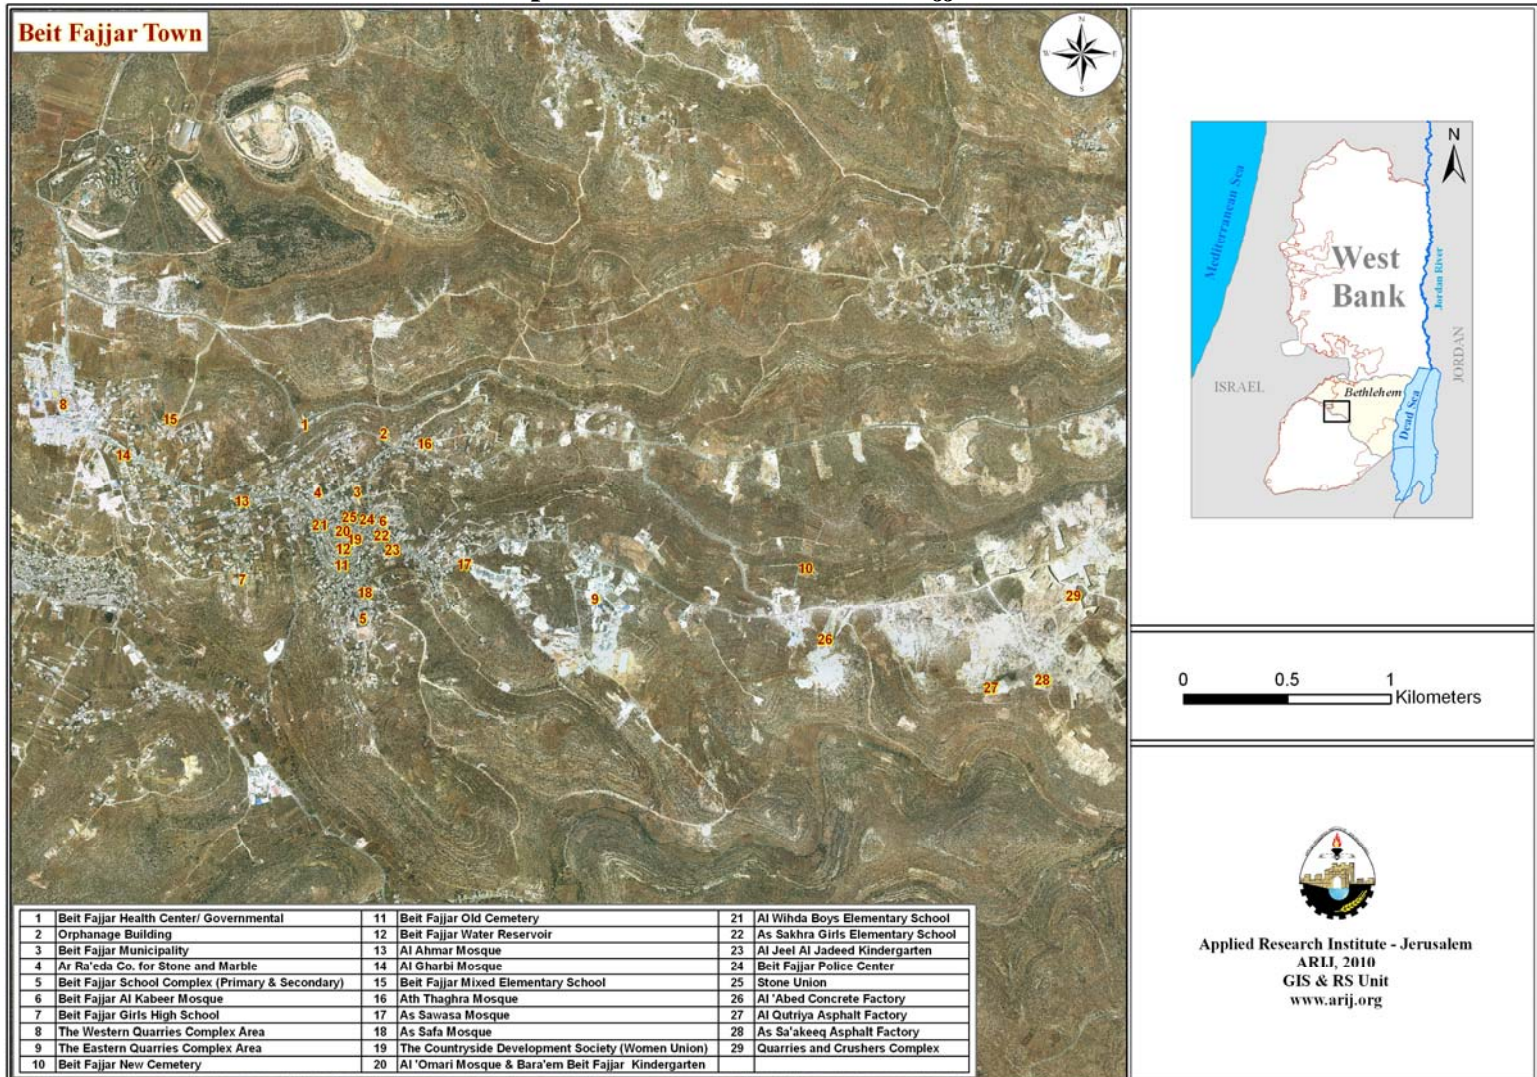 Beit Fajjar Town
N
W
E
S
8
15
1
2
16
14
13
4
3
21
25
24
6
20
22
19
12
23
11
17
7
18
5
9
10
29
26
27
28
1 Beit Fajjar Health Center/ Governmental
2 Orphanage Building
3 Beit Fajjar Municipality
4 Ar Ra'eda Co. for Stone and Marble
5 Beit Fajjar School Complex (Primary & Secondary)
6 Beit Fajjar Al Kabeer Mosque
7 Beit Fajjar Girls High School
8 The Western Quarries Complex Area
9 The Eastern Quarries Complex Area
10 Beit Fajjar New Cemetery
11 Beit Fajjar Old Cemetery
12 Beit Fajjar Water Reservoir
13 Al Ahmar Mosque
14 Al Gharbi Mosque
15 Beit Fajjar Mixed Elementary School
16 Ath Thaghra Mosque
17 As Sawasa Mosque
18 As Safa Mosque
19 The Countryside Development Society (Women Union)
20 Al 'Omari Mosque & Bara'em Beit Fajjar Kindergarten
21 Al Wihda Boys Elementary School
22 As Sakhra Girls Elementary School
23 Al Jeel Al Jadeed Kindergarten
24 Beit Fajjar Police Center
25 Stone Union
26 Al 'Abed Concrete Factory
27 Al Qutriya Asphalt Factory
28 As Sa'akeeq Asphalt Factory
29 Quarries and Crushers Complex
N
Mediterranean Sea
West
Bank
Jordan River
JORDAN
ISRAEL
Bethlehem
Dead Sea
0 0.5 1
Kilometers
Applied Research Institute - Jerusalem
ARIJ, 2010
GIS & RS Unit
www.arij.org